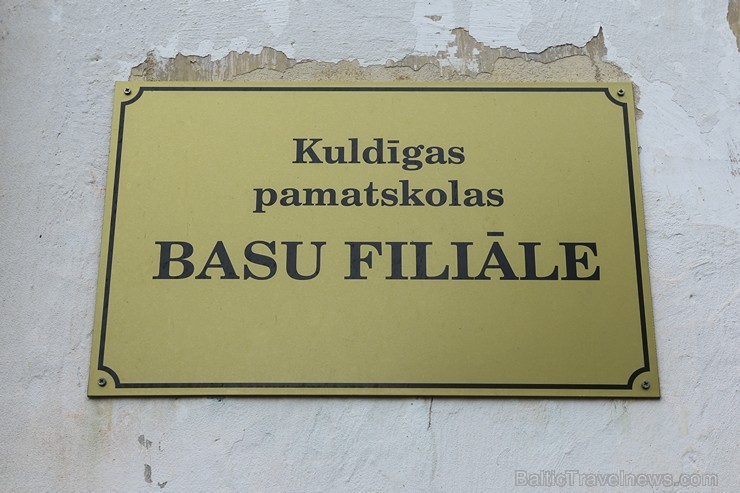 Kuldīgas
pamatskolas
BASU FILIĀLE
BalticTravelnews.com